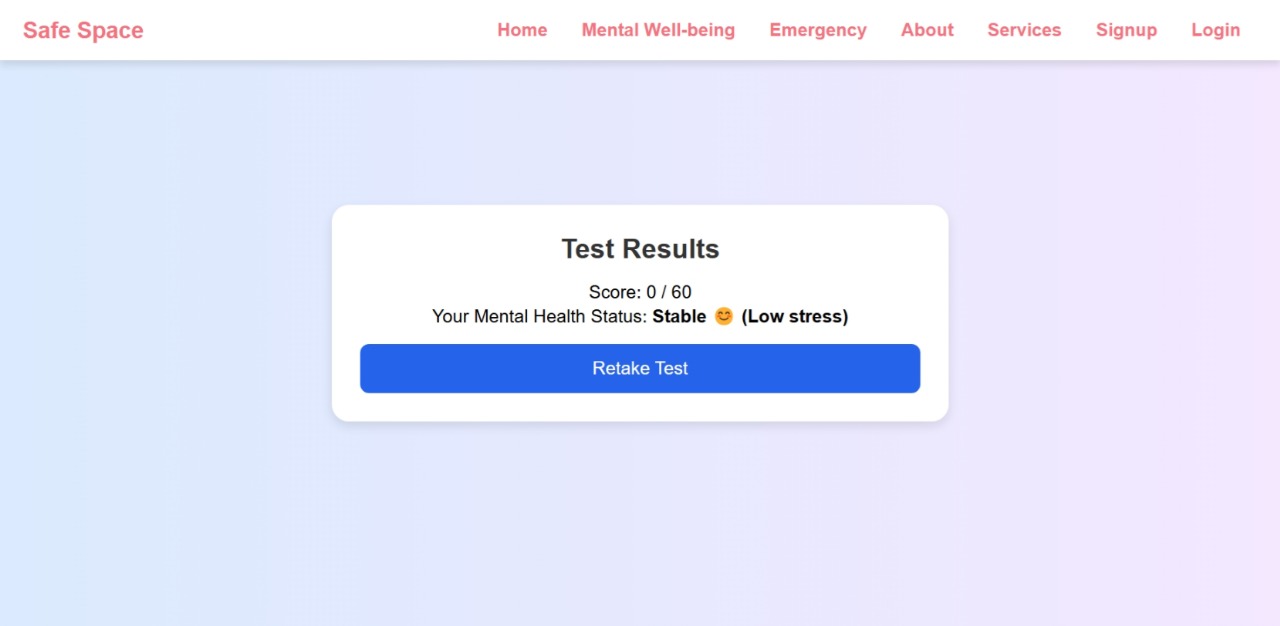 Safe Space
Home Mental Well-being Emergency About Services Signup Login
Test Results
Score: 0 / 60
Your Mental Health Status: Stable 😊 (Low stress)
Retake Test